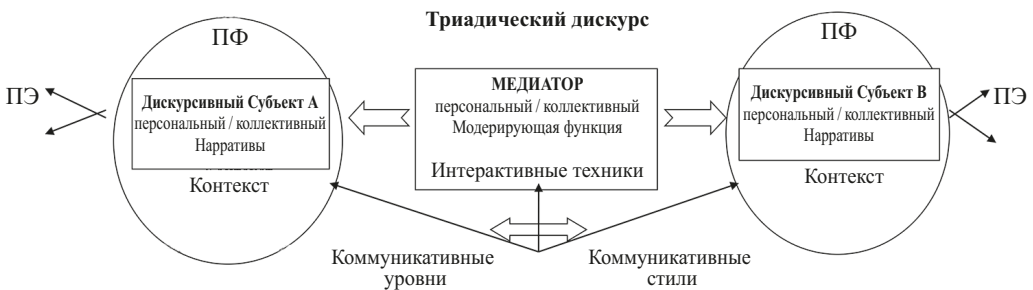 Триадический дискурс
ПФ
ПЭ
Дискурсивный Субъект А
персональный / коллективный
Нарративы
Контекст
МЕДИАТОР
персональный / коллективный
Модерирующая функция
Интерактивные техники
ПФ
Дискурсивный Субъект В
персональный / коллективный
Нарративы
Контекст
ПЭ
Коммуникативные
уровни
Коммуникативные
стили